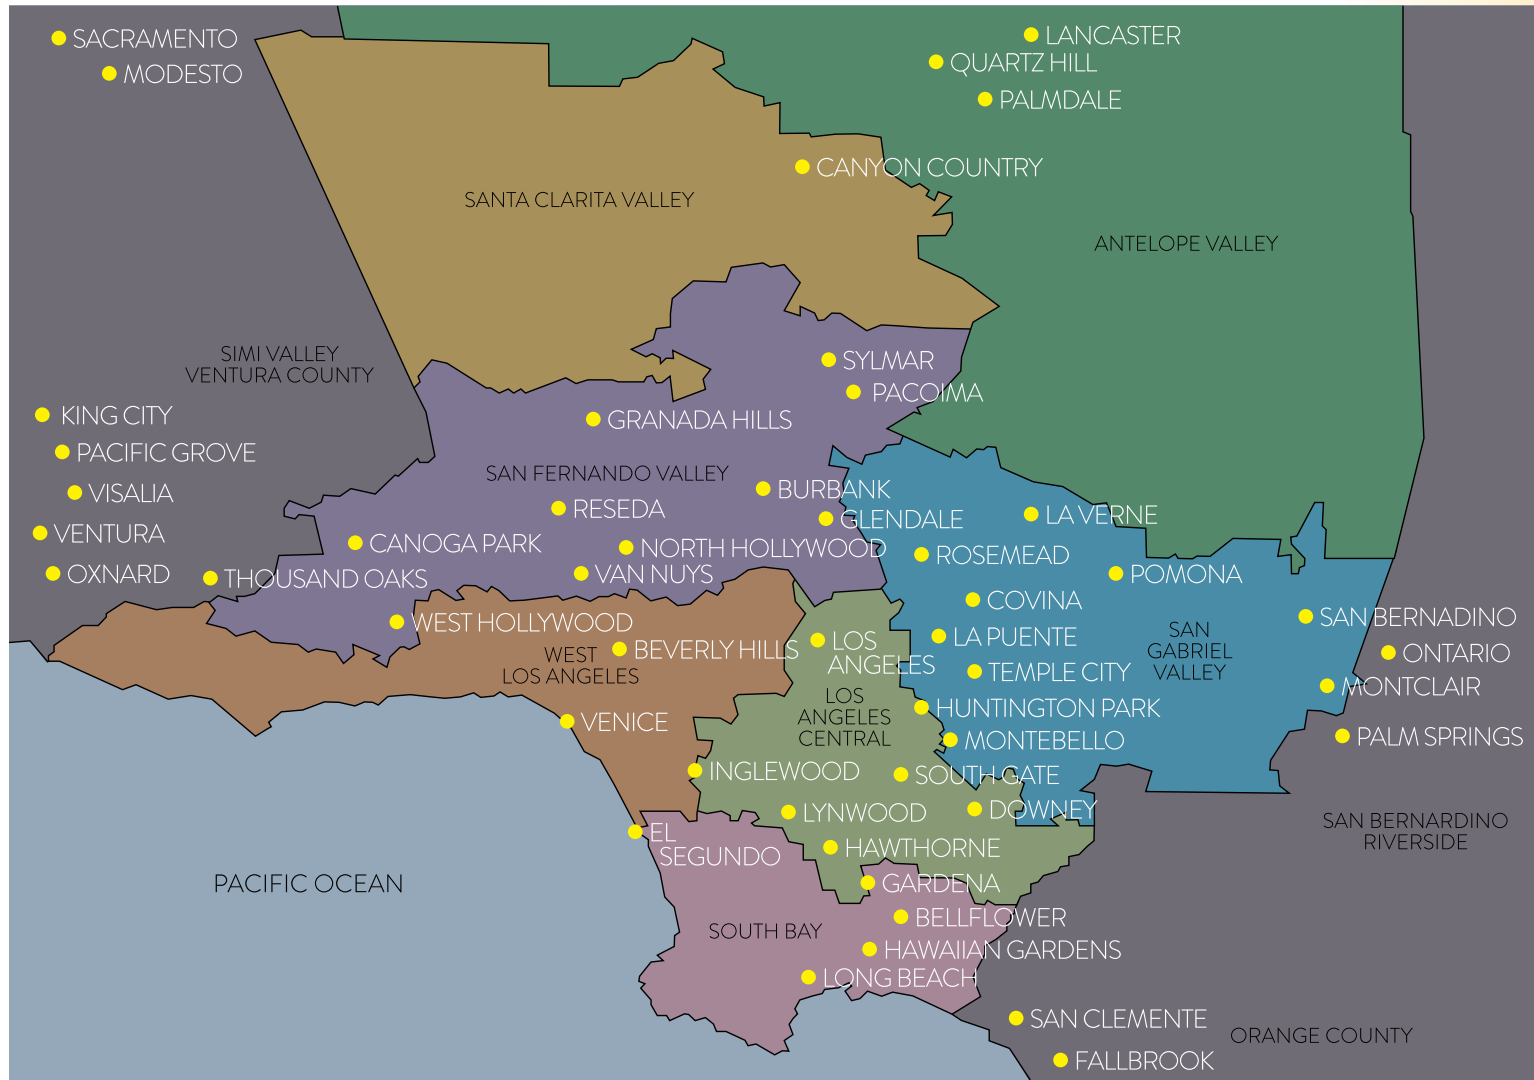 SACRAMENTO
MODESTO
LANCASTER
QUARTZ HILL
PALMDALE
CANYON COUNTRY
SANTA CLARITA VALLEY
ANTELOPE VALLEY
SIMI VALLEY
VENTURA COUNTY
SYLMAR
PACOIMA
KING CITY
GRANADA HILLS
PACIFIC GROVE
SAN FERNANDO VALLEY
VISALIA
BURBANK
RESEDA
GLENDALE
LA VERNE
VENTURA
CANOGA PARK
NORTH HOLLYWOOD
ROSEMEAD
OXNARD
THOUSAND OAKS
VAN NUYS
POMONA
COVINA
WEST HOLLYWOOD
SAN BERNADINO
BEVERLY HILLS
LOS
ANGELES
LA PUENTE
SAN
GABRIEL
VALLEY
ONTARIO
WEST
LOS ANGELES
TEMPLE CITY
MONTCLAIR
LOS
ANGELES
CENTRAL
HUNTINGTON PARK
VENICE
MONTEBELLO
PALM SPRINGS
INGLEWOOD
SOUTH GATE
LYNWOOD
DOWNEY
SAN BERNARDINO
RIVERSIDE
EL
SEGUNDO
HAWTHORNE
PACIFIC OCEAN
GARDENA
BELLFLOWER
SOUTH BAY
HAWAIIAN GARDENS
LONG BEACH
SAN CLEMENTE
ORANGE COUNTY
FALLBROOK